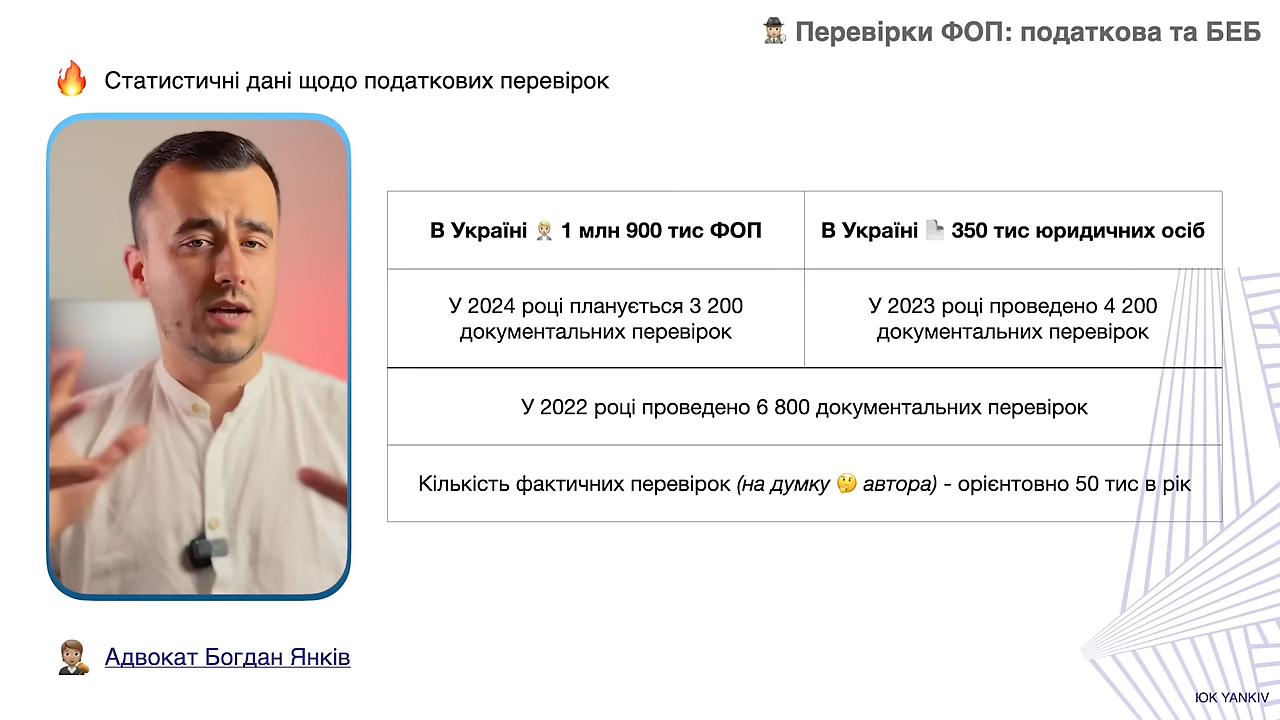 Перевірки ФОП: податкова та БЕБ
Статистичні дані щодо податкових перевірок
В Україні 1 млн 900 тис ФОП
В Україні 350 тис юридичних осіб
У 2024 році планується 3 200
документальних перевірок
У 2023 році проведено 4 200
документальних перевірок
У 2022 році проведено 6 800 документальних перевірок
Кількість фактичних перевірок (на думку 🤔 автора) - орієнтовно 50 тис в рік
Адвокат Богдан Янків
ЮК YANKIV